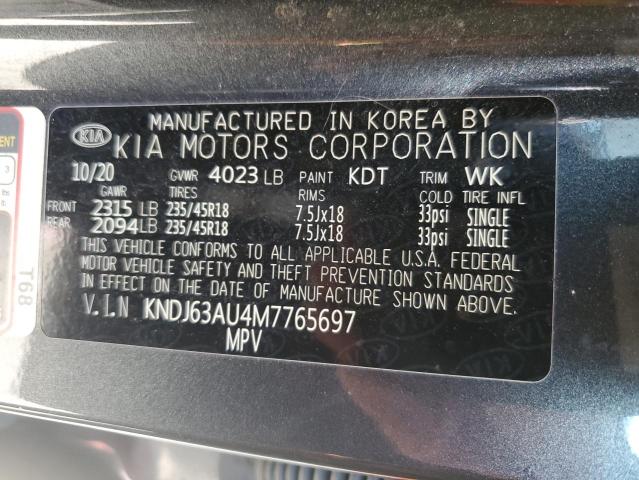 MANUFACTURED IN KOREA BY
KIA KIA MOTORS CORPORATION
10/20 GVWR 4023 LB PAINT KDT TRIM WK
GAWR TIRES RIMS COLD TIRE INFL
FRONT 2315 LB 235/45R18 7.5Jx18 33psi SINGLE
REAR 2094 LB 235/45R18 7.5Jx18 33psi SINGLE
THIS VEHICLE CONFORMS TO ALL APPLICABLE U.S.A. FEDERAL
MOTOR VEHICLE SAFETY AND THEFT PREVENTION STANDARDS
IN EFFECT ON THE DATE OF MANUFACTURE SHOWN ABOVE.
V.I.N KNDJ63AU4M7765697
MPV
T68
3